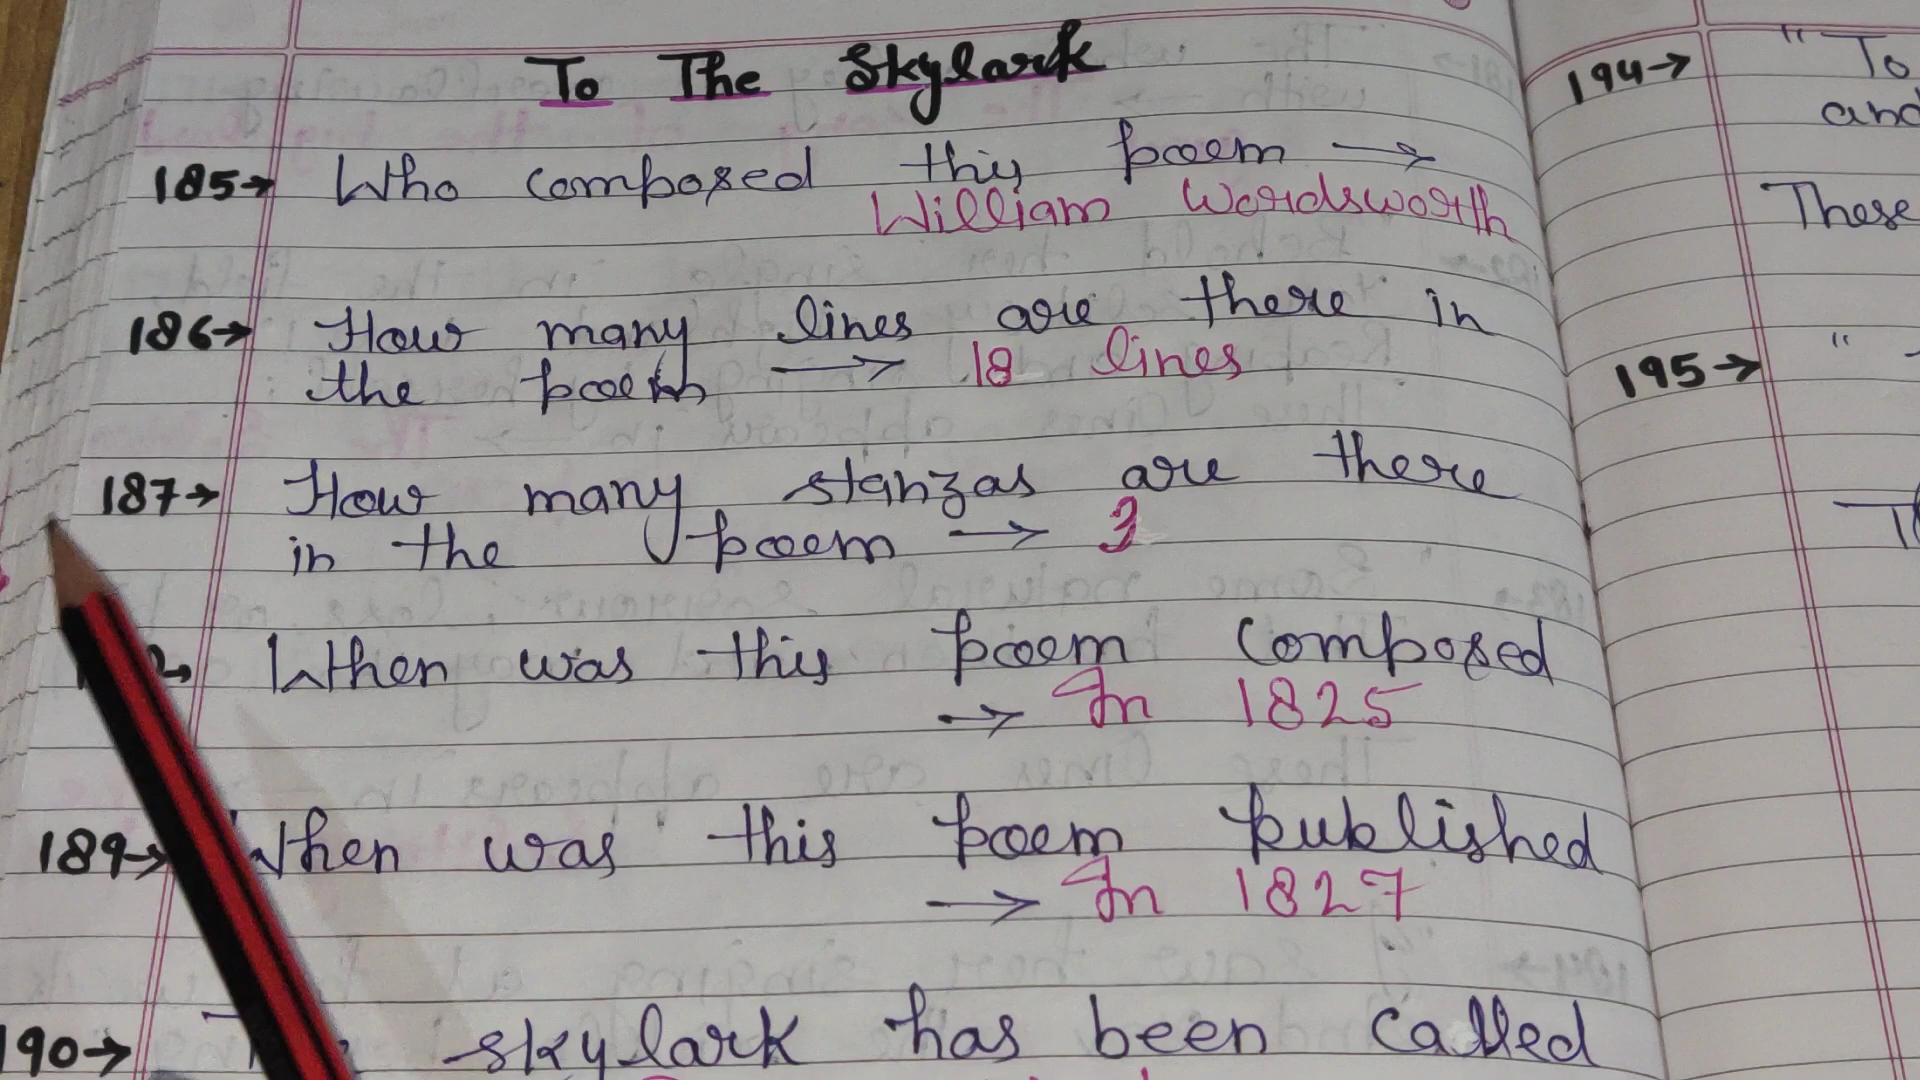 To The Skylark
185→ Who composed this poem →
William Wordsworth
186→ How many lines are there in
the poem → 18 lines
187→ How many stanzas are there
in the poem → 3
When was this poem composed
→ In 1825
189→ When was this poem published
→ In 1827
190→ skylark has been called
194→ " To
and
These
195→ "